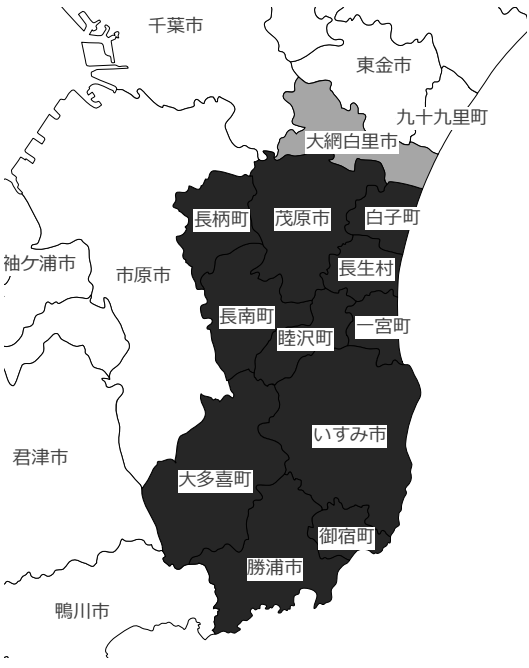 千葉市
東金市
九十九里町
大網白里市
長柄町
茂原市
白子町
袖ケ浦市
市原市
長生村
長南町
睦沢町
一宮町
いすみ市
君津市
大多喜町
御宿町
勝浦市
鴨川市